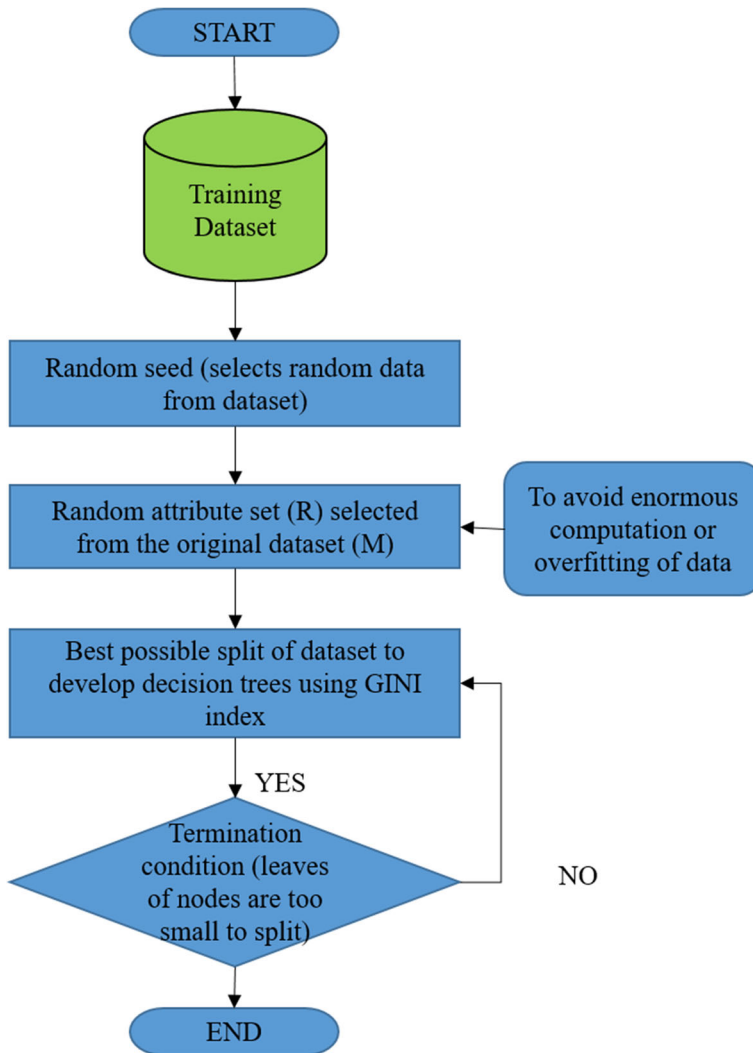 START
Training
Dataset
Random seed (selects random data
from dataset)
Random attribute set (R) selected
from the original dataset (M)
To avoid enormous
computation or
overfitting of data
Best possible split of dataset to
develop decision trees using GINI
index
YES
Termination
condition (leaves
of nodes are too
small to split)
NO
END